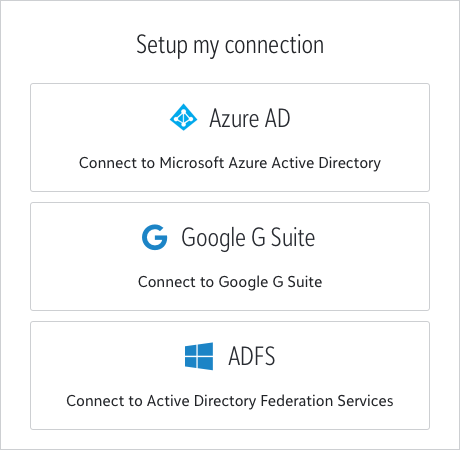 Setup my connection
Azure AD
Connect to Microsoft Azure Active Directory
Google G Suite
Connect to Google G Suite
ADFS
Connect to Active Directory Federation Services